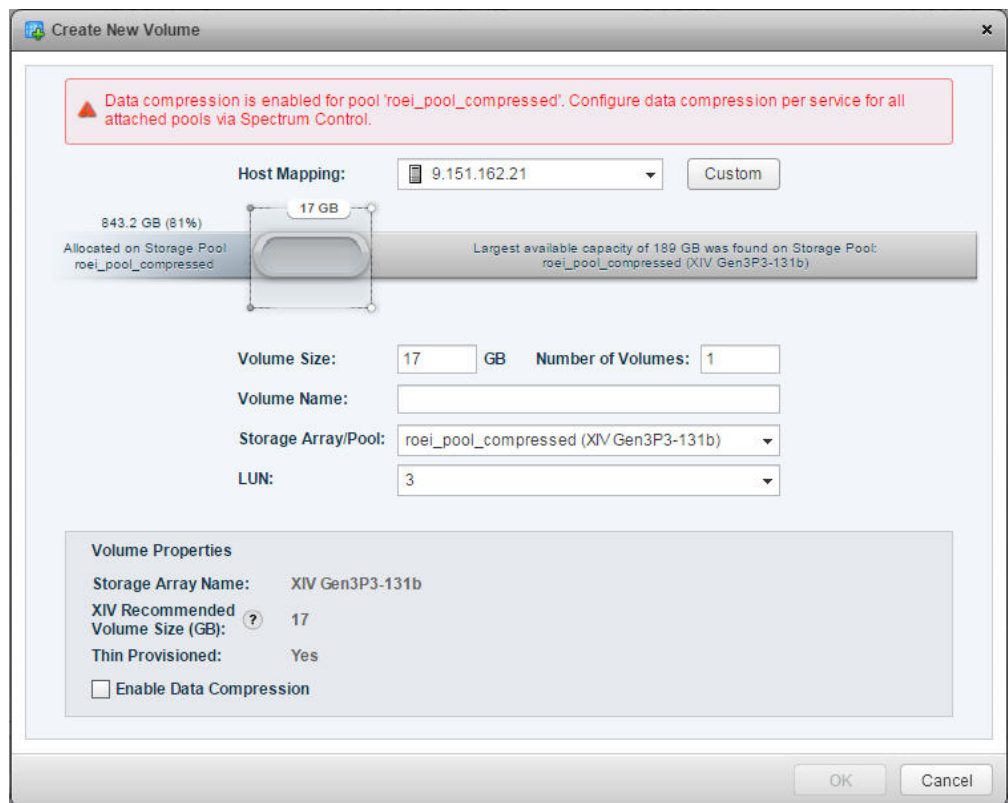 Create New Volume
Data compression is enabled for pool 'roei_pool_compressed'. Configure data compression per service for all
attached pools via Spectrum Control.
Host Mapping: 9.151.162.21 Custom
17 GB
843.2 GB (81%)
Allocated on Storage Pool
roei_pool_compressed
Largest available capacity of 189 GB was found on Storage Pool:
roei_pool_compressed (XIV Gen3P3-131b)
Volume Size: 17 GB Number of Volumes: 1
Volume Name:
Storage Array/Pool: roei_pool_compressed (XIV Gen3P3-131b)
LUN: 3
Volume Properties
Storage Array Name: XIV Gen3P3-131b
XIV Recommended
Volume Size (GB): ? 17
Thin Provisioned: Yes
Enable Data Compression
OK Cancel